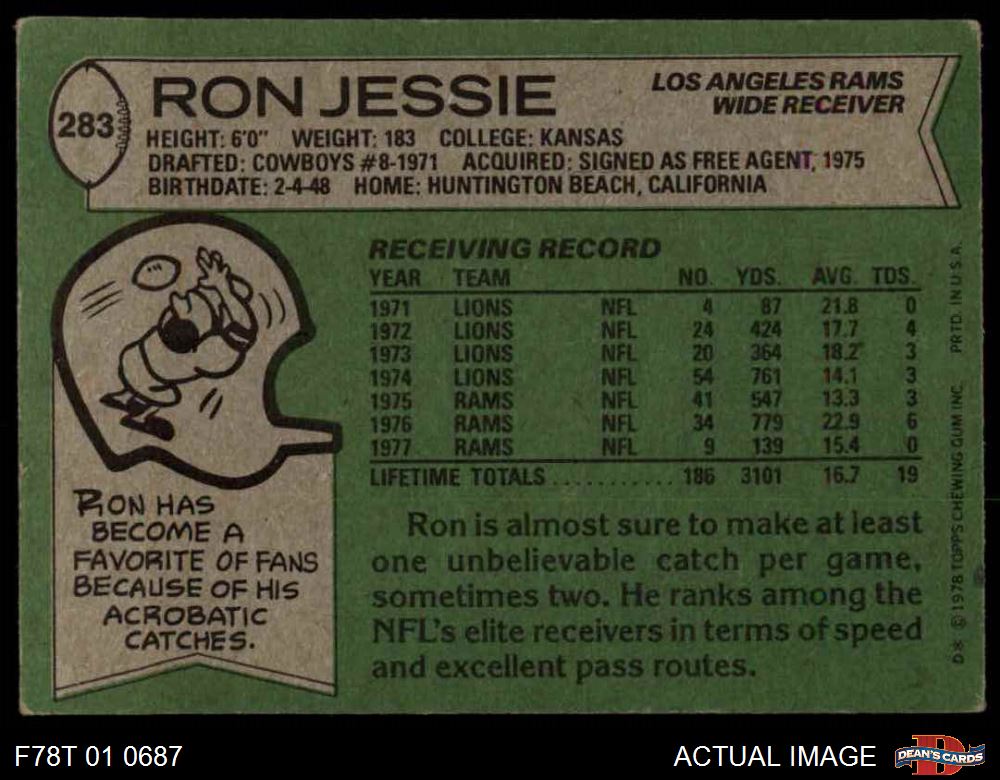 283
RON JESSIE
LOS ANGELES RAMS
WIDE RECEIVER
HEIGHT: 6'0" WEIGHT: 183 COLLEGE: KANSAS
DRAFTED: COWBOYS #8-1971 ACQUIRED: SIGNED AS FREE AGENT, 1975
BIRTHDATE: 2-4-48 HOME: HUNTINGTON BEACH, CALIFORNIA
RECEIVING RECORD
YEAR TEAM NO. YDS. AVG. TDS.
1971 LIONS NFL 4 87 21.8 0
1972 LIONS NFL 24 424 17.7 4
1973 LIONS NFL 20 364 18.2 3
1974 LIONS NFL 54 761 14.1 3
1975 RAMS NFL 41 547 13.3 3
1976 RAMS NFL 34 779 22.9 6
1977 RAMS NFL 9 139 15.4 0
LIFETIME TOTALS ........... 186 3101 16.7 19
RON HAS
BECOME A
FAVORITE OF FANS
BECAUSE OF HIS
ACROBATIC
CATCHES.
Ron is almost sure to make at least
one unbelievable catch per game,
sometimes two. He ranks among the
NFL's elite receivers in terms of speed
and excellent pass routes.
D★ © 1978 TOPPS CHEWING GUM INC. PRTD. IN U.S.A.
F78T 01 0687
ACTUAL IMAGE
D
DEAN'S CARDS